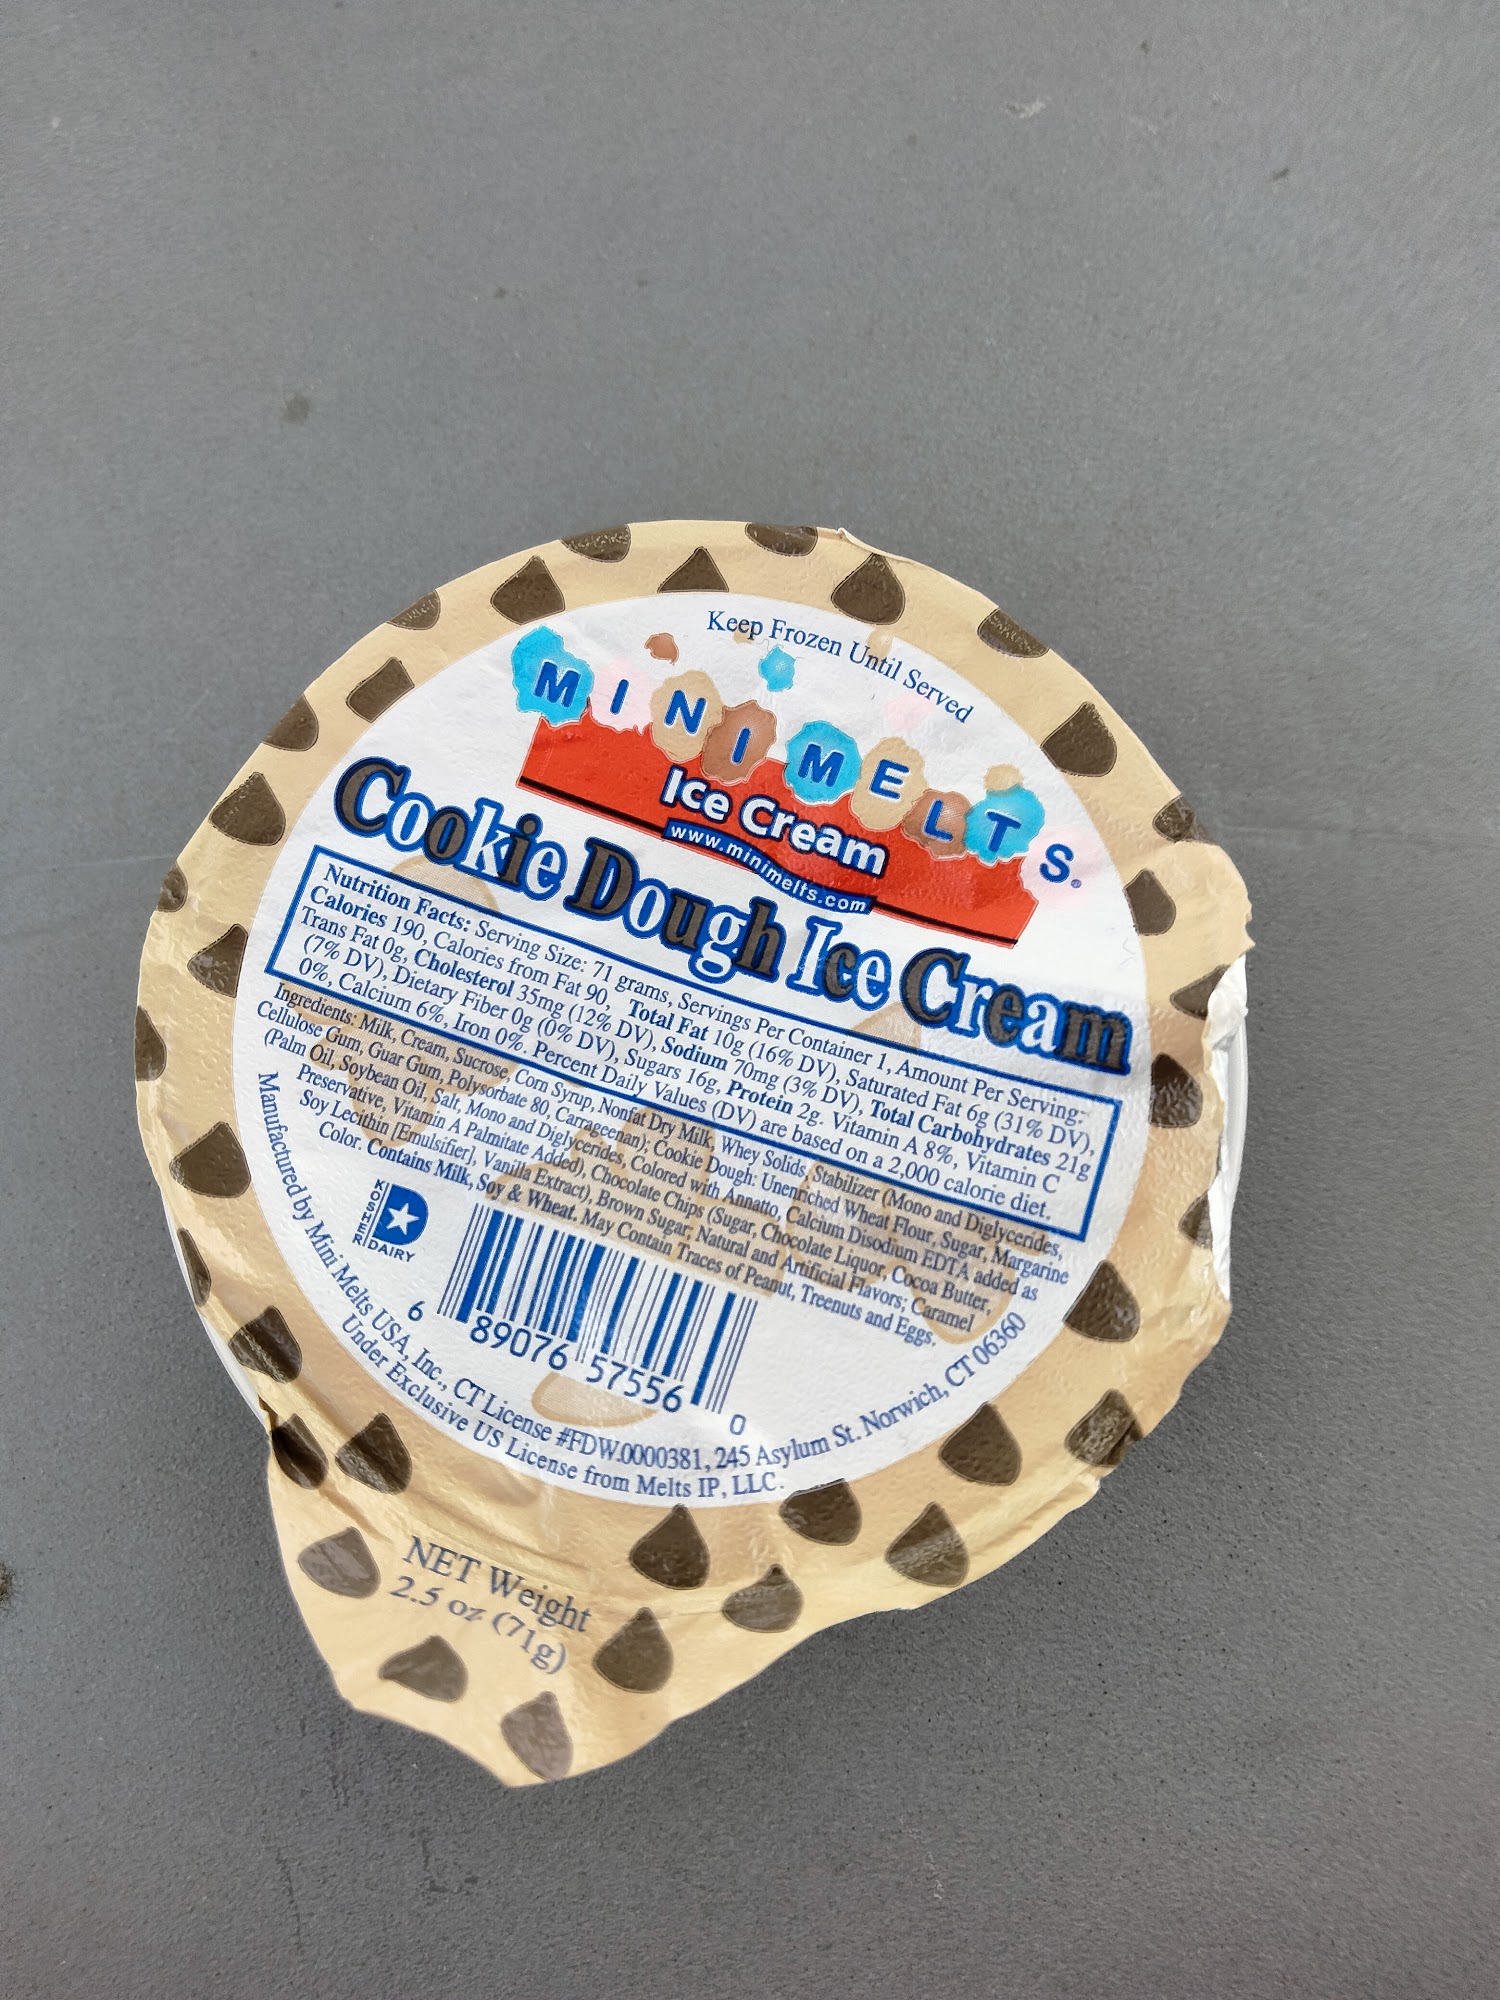 Keep Frozen Until Served
MINI MELTS®
Ice Cream
www.minimelts.com
Cookie Dough Ice Cream
Nutrition Facts: Serving Size: 71 grams, Servings Per Container 1, Amount Per Serving:
Calories 190, Calories from Fat 90, Total Fat 10g (16% DV), Saturated Fat 6g (31% DV),
Trans Fat 0g, Cholesterol 35mg (12% DV), Sodium 70mg (3% DV), Total Carbohydrates 21g
(7% DV), Dietary Fiber 0g (0% DV), Sugars 16g, Protein 2g. Vitamin A 8%, Vitamin C
0%, Calcium 6%, Iron 0%. Percent Daily Values (DV) are based on a 2,000 calorie diet.
Ingredients: Milk, Cream, Sucrose, Corn Syrup, Nonfat Dry Milk, Whey Solids, Stabilizer (Mono and Diglycerides,
Cellulose Gum, Guar Gum, Polysorbate 80, Carrageenan); Cookie Dough: Unenriched Wheat Flour, Sugar, Margarine
(Palm Oil, Soybean Oil, Salt, Mono and Diglycerides, Colored with Annatto, Calcium Disodium EDTA added as
Preservative, Vitamin A Palmitate Added), Chocolate Chips (Sugar, Chocolate Liquor, Cocoa Butter,
Soy Lecithin [Emulsifier], Vanilla Extract), Brown Sugar, Natural and Artificial Flavors; Caramel
Color. Contains Milk, Soy & Wheat. May Contain Traces of Peanut, Treenuts and Eggs.
KOSHER D DAIRY
6 89076 57556 0
Manufactured by Mini Melts USA, Inc., CT License #FDW.0000381, 245 Asylum St. Norwich, CT 06360
Under Exclusive US License from Melts IP, LLC.
NET Weight
2.5 oz (71g)